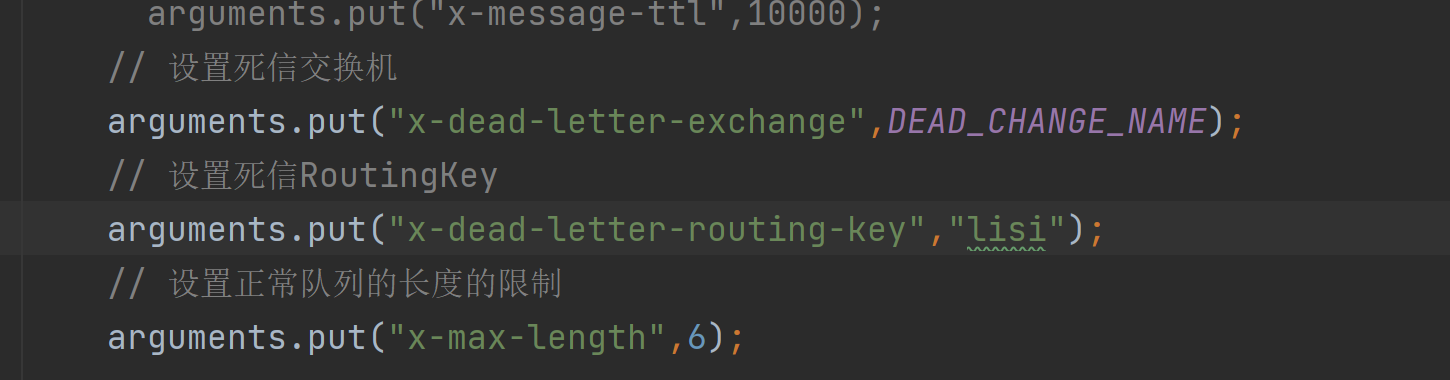 arguments.put("x-message-ttl",10000);
// 设置死信交换机
arguments.put("x-dead-letter-exchange",DEAD_CHANGE_NAME);
// 设置死信RoutingKey
arguments.put("x-dead-letter-routing-key","lisi");
// 设置正常队列的长度的限制
arguments.put("x-max-length",6);